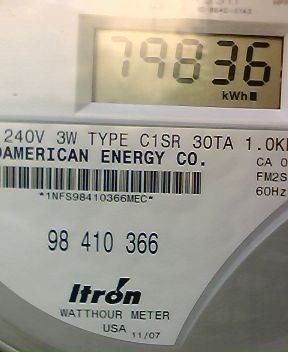 79836
kWh
240V 3W TYPE C1SR 30TA 1.0K
OAMERICAN ENERGY CO.
CA 0
FM2S
60Hz
*1NFS98410366MEC*
98 410 366
Itron
WATTHOUR METER
USA 11/07